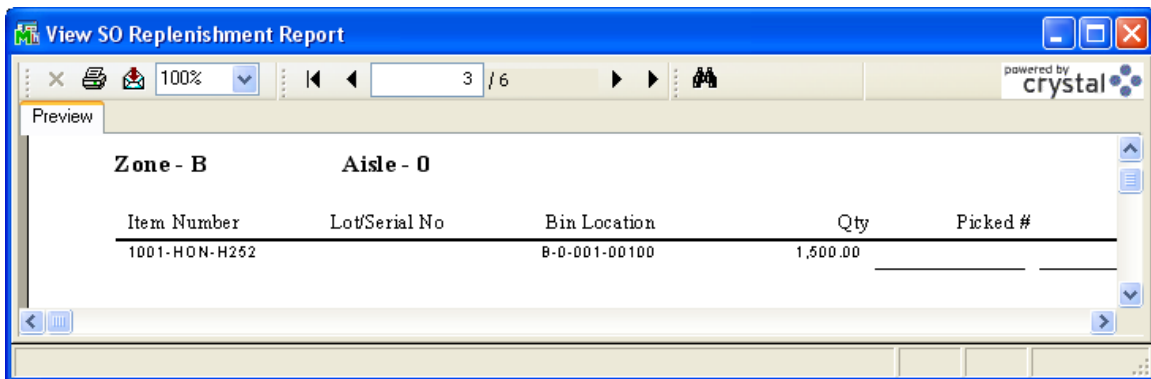 View SO Replenishment Report
100% 3 / 6 powered by crystal
Preview
Zone - B Aisle - 0
Item Number Lot/Serial No Bin Location Qty Picked #
1001-HON-H252 B-0-001-00100 1,500.00